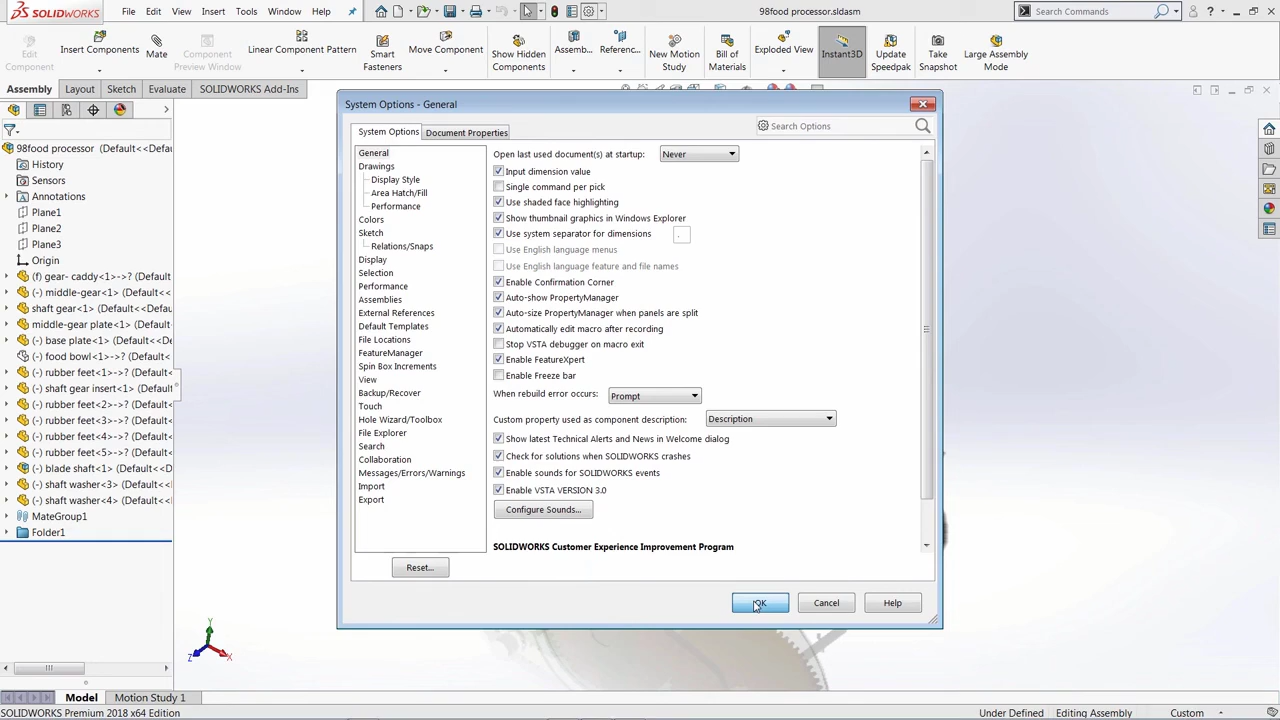 SOLIDWORKS File Edit View Insert Tools Window Help 98food processor.sldasm Search Commands
Edit Component
Insert Components
Mate
Component Preview Window
Linear Component Pattern
Smart Fasteners
Move Component
Show Hidden Components
Assemb...
Referenc...
New Motion Study
Bill of Materials
Exploded View
Instant3D
Update Speedpak
Take Snapshot
Large Assembly Mode
Assembly Layout Sketch Evaluate SOLIDWORKS Add-Ins
98food processor (Default<<Defau
History
Sensors
Annotations
Plane1
Plane2
Plane3
Origin
(f) gear- caddy<1>->? (Default<
(-) middle-gear<1> (Default<<D
shaft gear<1> (Default<<Default
middle-gear plate<1> (Default<
(-) base plate<1> (Default<<Def
(-) food bowl<1>->? (Default<<
(-) rubber feet<1>->? (Default<
(-) shaft gear insert<1> (Default
(-) rubber feet<2>->? (Default<
(-) rubber feet<3>->? (Default<
(-) rubber feet<4>->? (Default<
(-) rubber feet<5>->? (Default<
(-) blade shaft<1> (Default<<De
(-) shaft washer<3> (Default<<D
(-) shaft washer<4> (Default<<D
MateGroup1
Folder1
System Options - General
System Options Document Properties
Search Options
General
Drawings
Display Style
Area Hatch/Fill
Performance
Colors
Sketch
Relations/Snaps
Display
Selection
Performance
Assemblies
External References
Default Templates
File Locations
FeatureManager
Spin Box Increments
View
Backup/Recover
Touch
Hole Wizard/Toolbox
File Explorer
Search
Collaboration
Messages/Errors/Warnings
Import
Export
Reset...
Open last used document(s) at startup: Never
Input dimension value
Single command per pick
Use shaded face highlighting
Show thumbnail graphics in Windows Explorer
Use system separator for dimensions .
Use English language menus
Use English language feature and file names
Enable Confirmation Corner
Auto-show PropertyManager
Auto-size PropertyManager when panels are split
Automatically edit macro after recording
Stop VSTA debugger on macro exit
Enable FeatureXpert
Enable Freeze bar
When rebuild error occurs: Prompt
Custom property used as component description: Description
Show latest Technical Alerts and News in Welcome dialog
Check for solutions when SOLIDWORKS crashes
Enable sounds for SOLIDWORKS events
Enable VSTA VERSION 3.0
Configure Sounds...
SOLIDWORKS Customer Experience Improvement Program
OK Cancel Help
Y
Z X
Model Motion Study 1
SOLIDWORKS Premium 2018 x64 Edition Under Defined Editing Assembly Custom